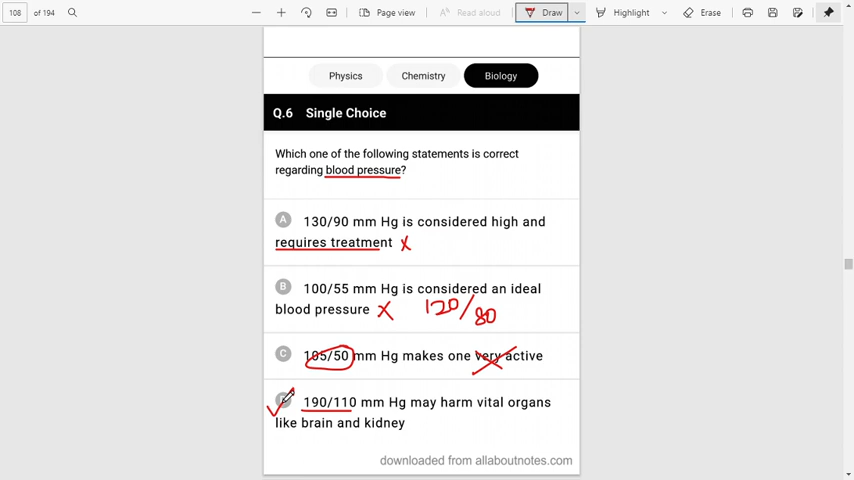 108 of 194 Page view Read aloud Draw Highlight Erase
Physics Chemistry Biology
Q.6 Single Choice
Which one of the following statements is correct
regarding blood pressure?
A 130/90 mm Hg is considered high and
requires treatment X
B 100/55 mm Hg is considered an ideal
blood pressure X 120/80
C 105/50 mm Hg makes one very active
190/110 mm Hg may harm vital organs
like brain and kidney
downloaded from allaboutnotes.com